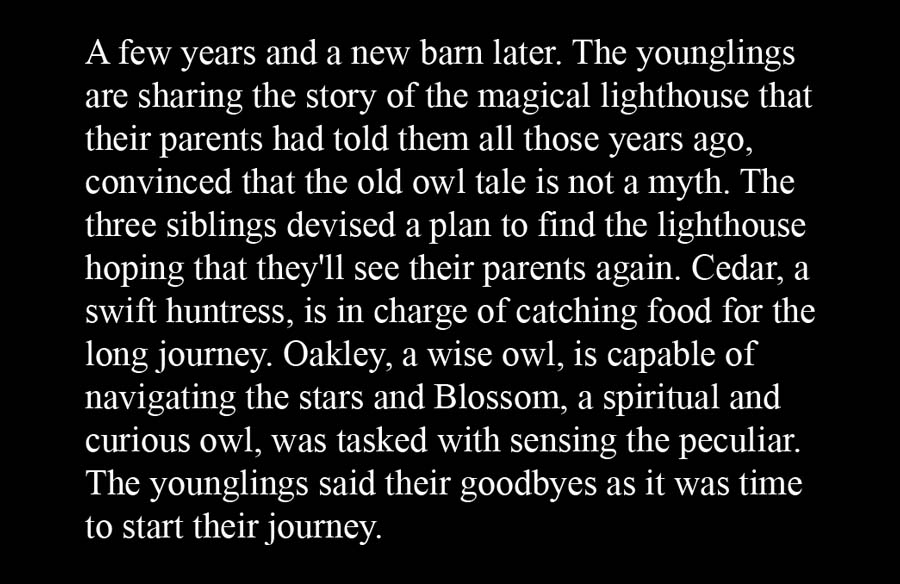 A few years and a new barn later. The younglings
are sharing the story of the magical lighthouse that
their parents had told them all those years ago,
convinced that the old owl tale is not a myth. The
three siblings devised a plan to find the lighthouse
hoping that they'll see their parents again. Cedar, a
swift huntress, is in charge of catching food for the
long journey. Oakley, a wise owl, is capable of
navigating the stars and Blossom, a spiritual and
curious owl, was tasked with sensing the peculiar.
The younglings said their goodbyes as it was time
to start their journey.